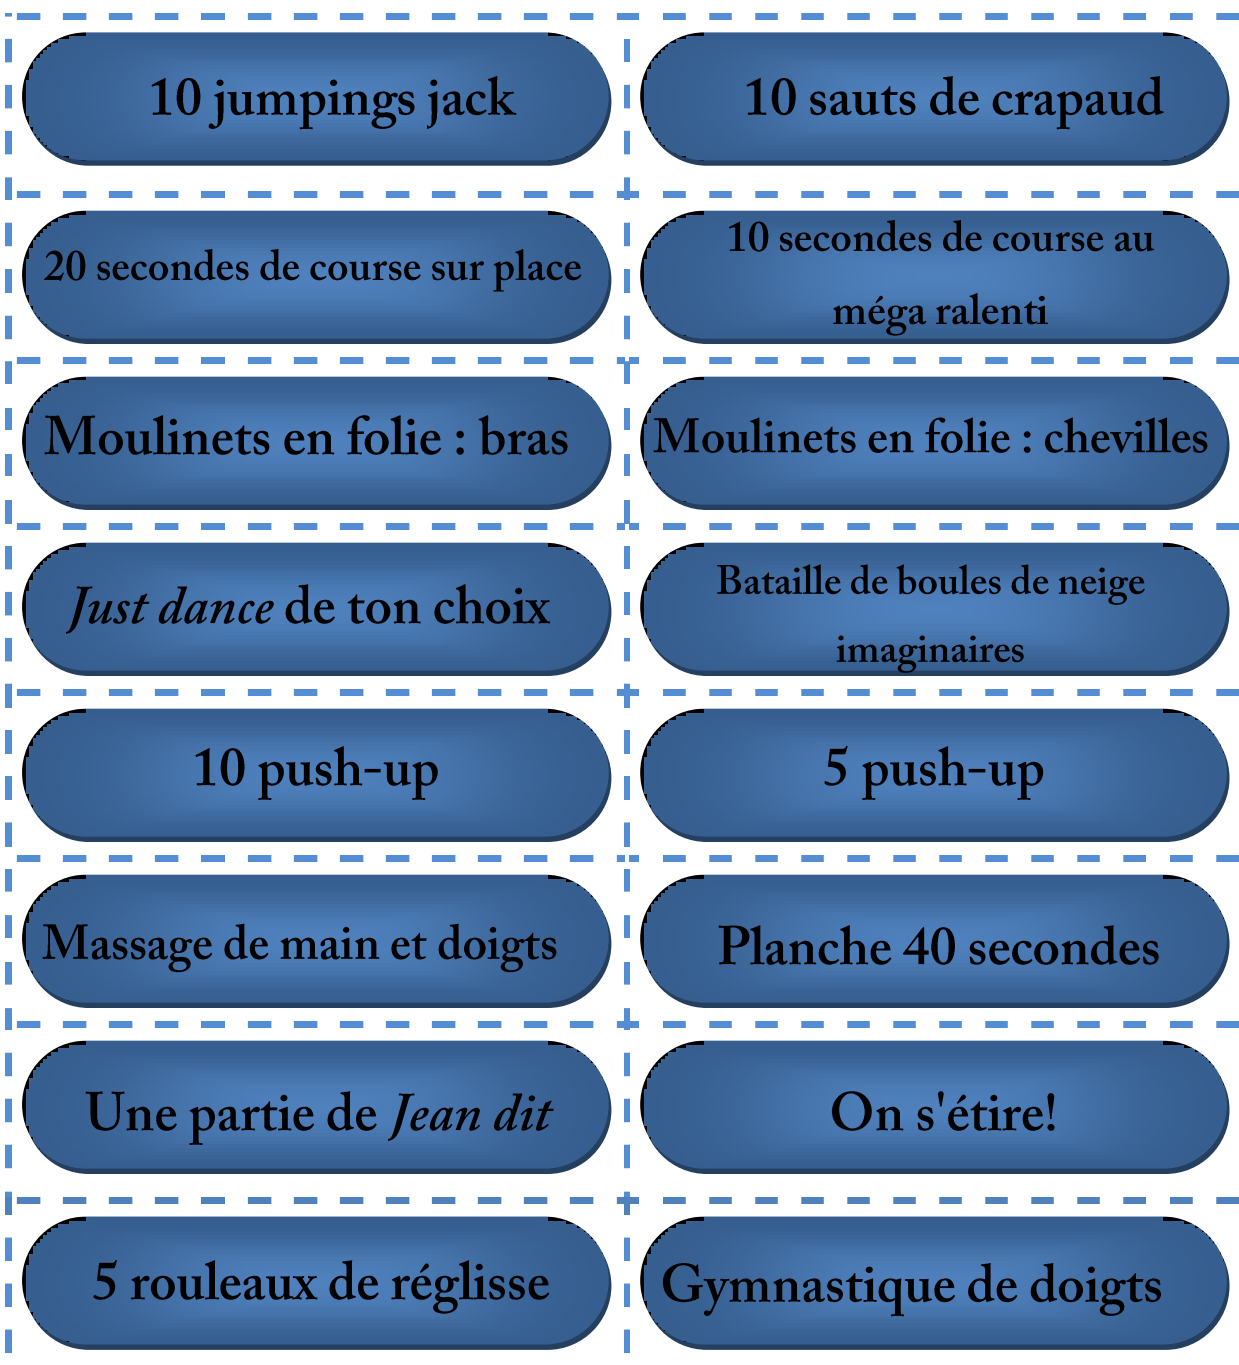 10 jumpings jack
10 sauts de crapaud
20 secondes de course sur place
10 secondes de course au
méga ralenti
Moulinets en folie : bras
Moulinets en folie : chevilles
Just dance de ton choix
Bataille de boules de neige
imaginaires
10 push-up
5 push-up
Massage de main et doigts
Planche 40 secondes
Une partie de Jean dit
On s'étire!
5 rouleaux de réglisse
Gymnastique de doigts